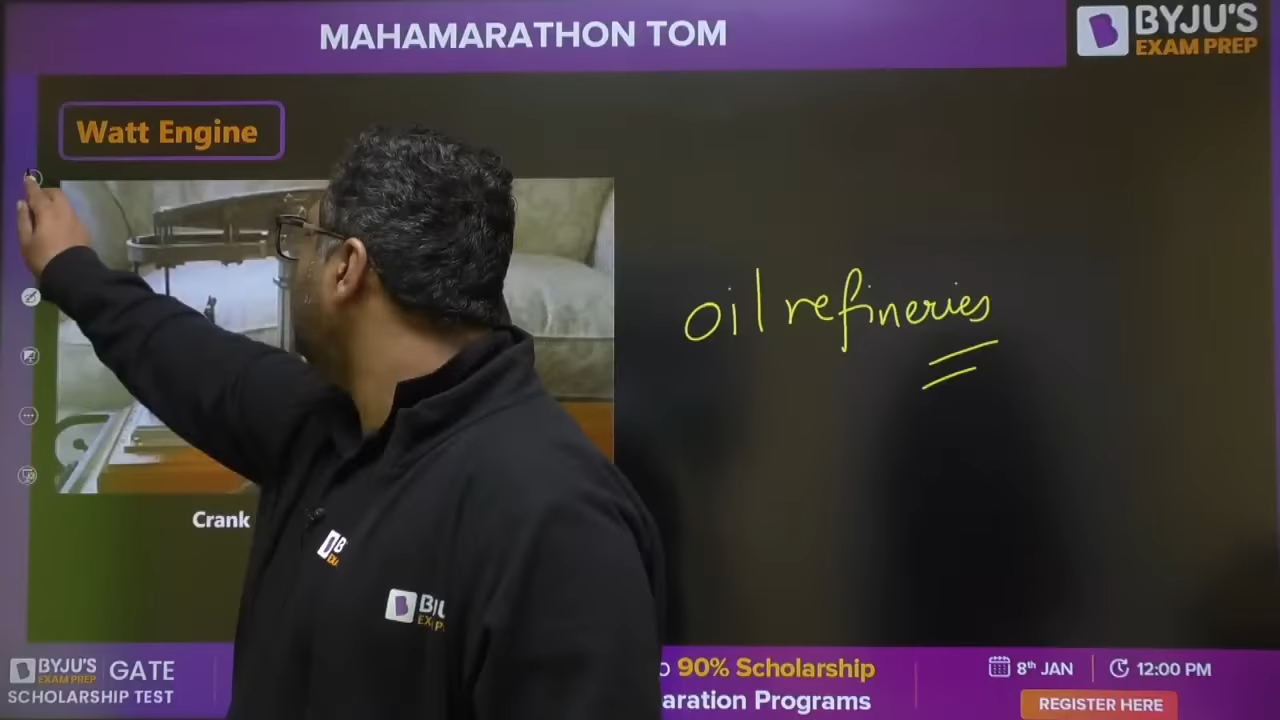 MAHAMARATHON TOM
BYJU'S
EXAM PREP
Watt Engine
oil refineries
Crank
BYJU'S
EXAM PREP
GATE
SCHOLARSHIP TEST
90% Scholarship
Programs
8th JAN
12:00 PM
REGISTER HERE